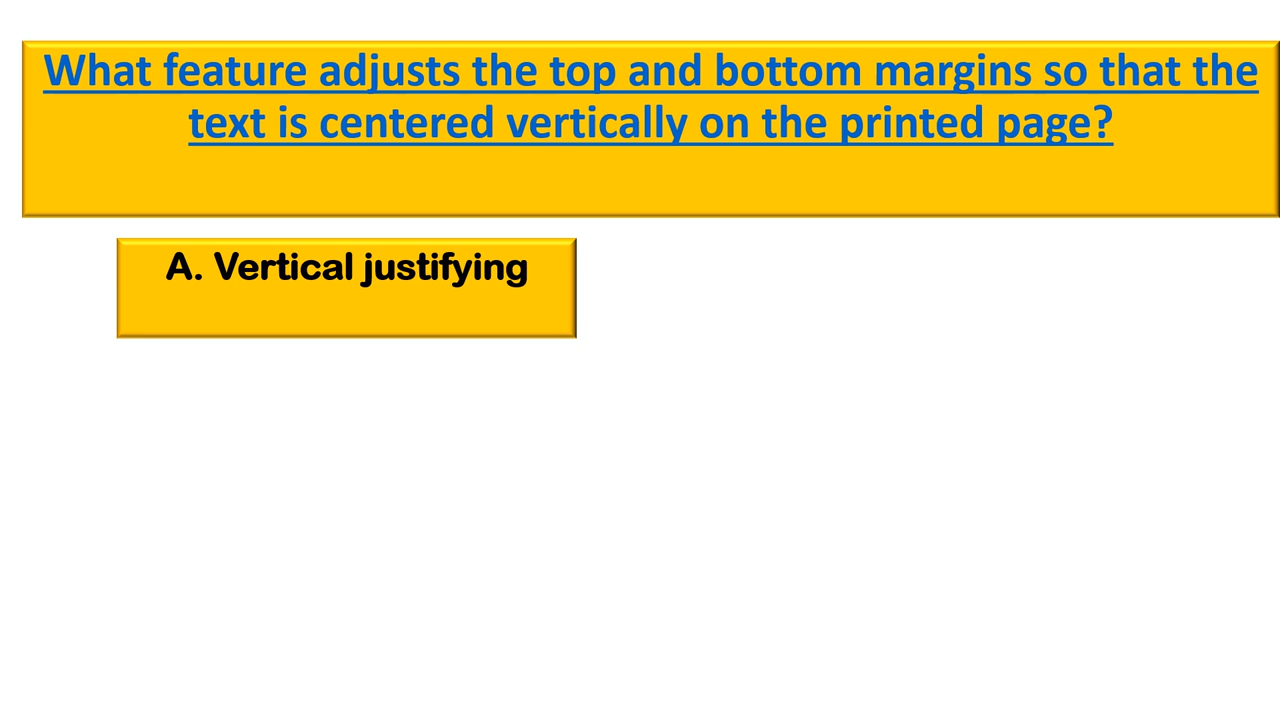 What feature adjusts the top and bottom margins so that the
text is centered vertically on the printed page?
A. Vertical justifying